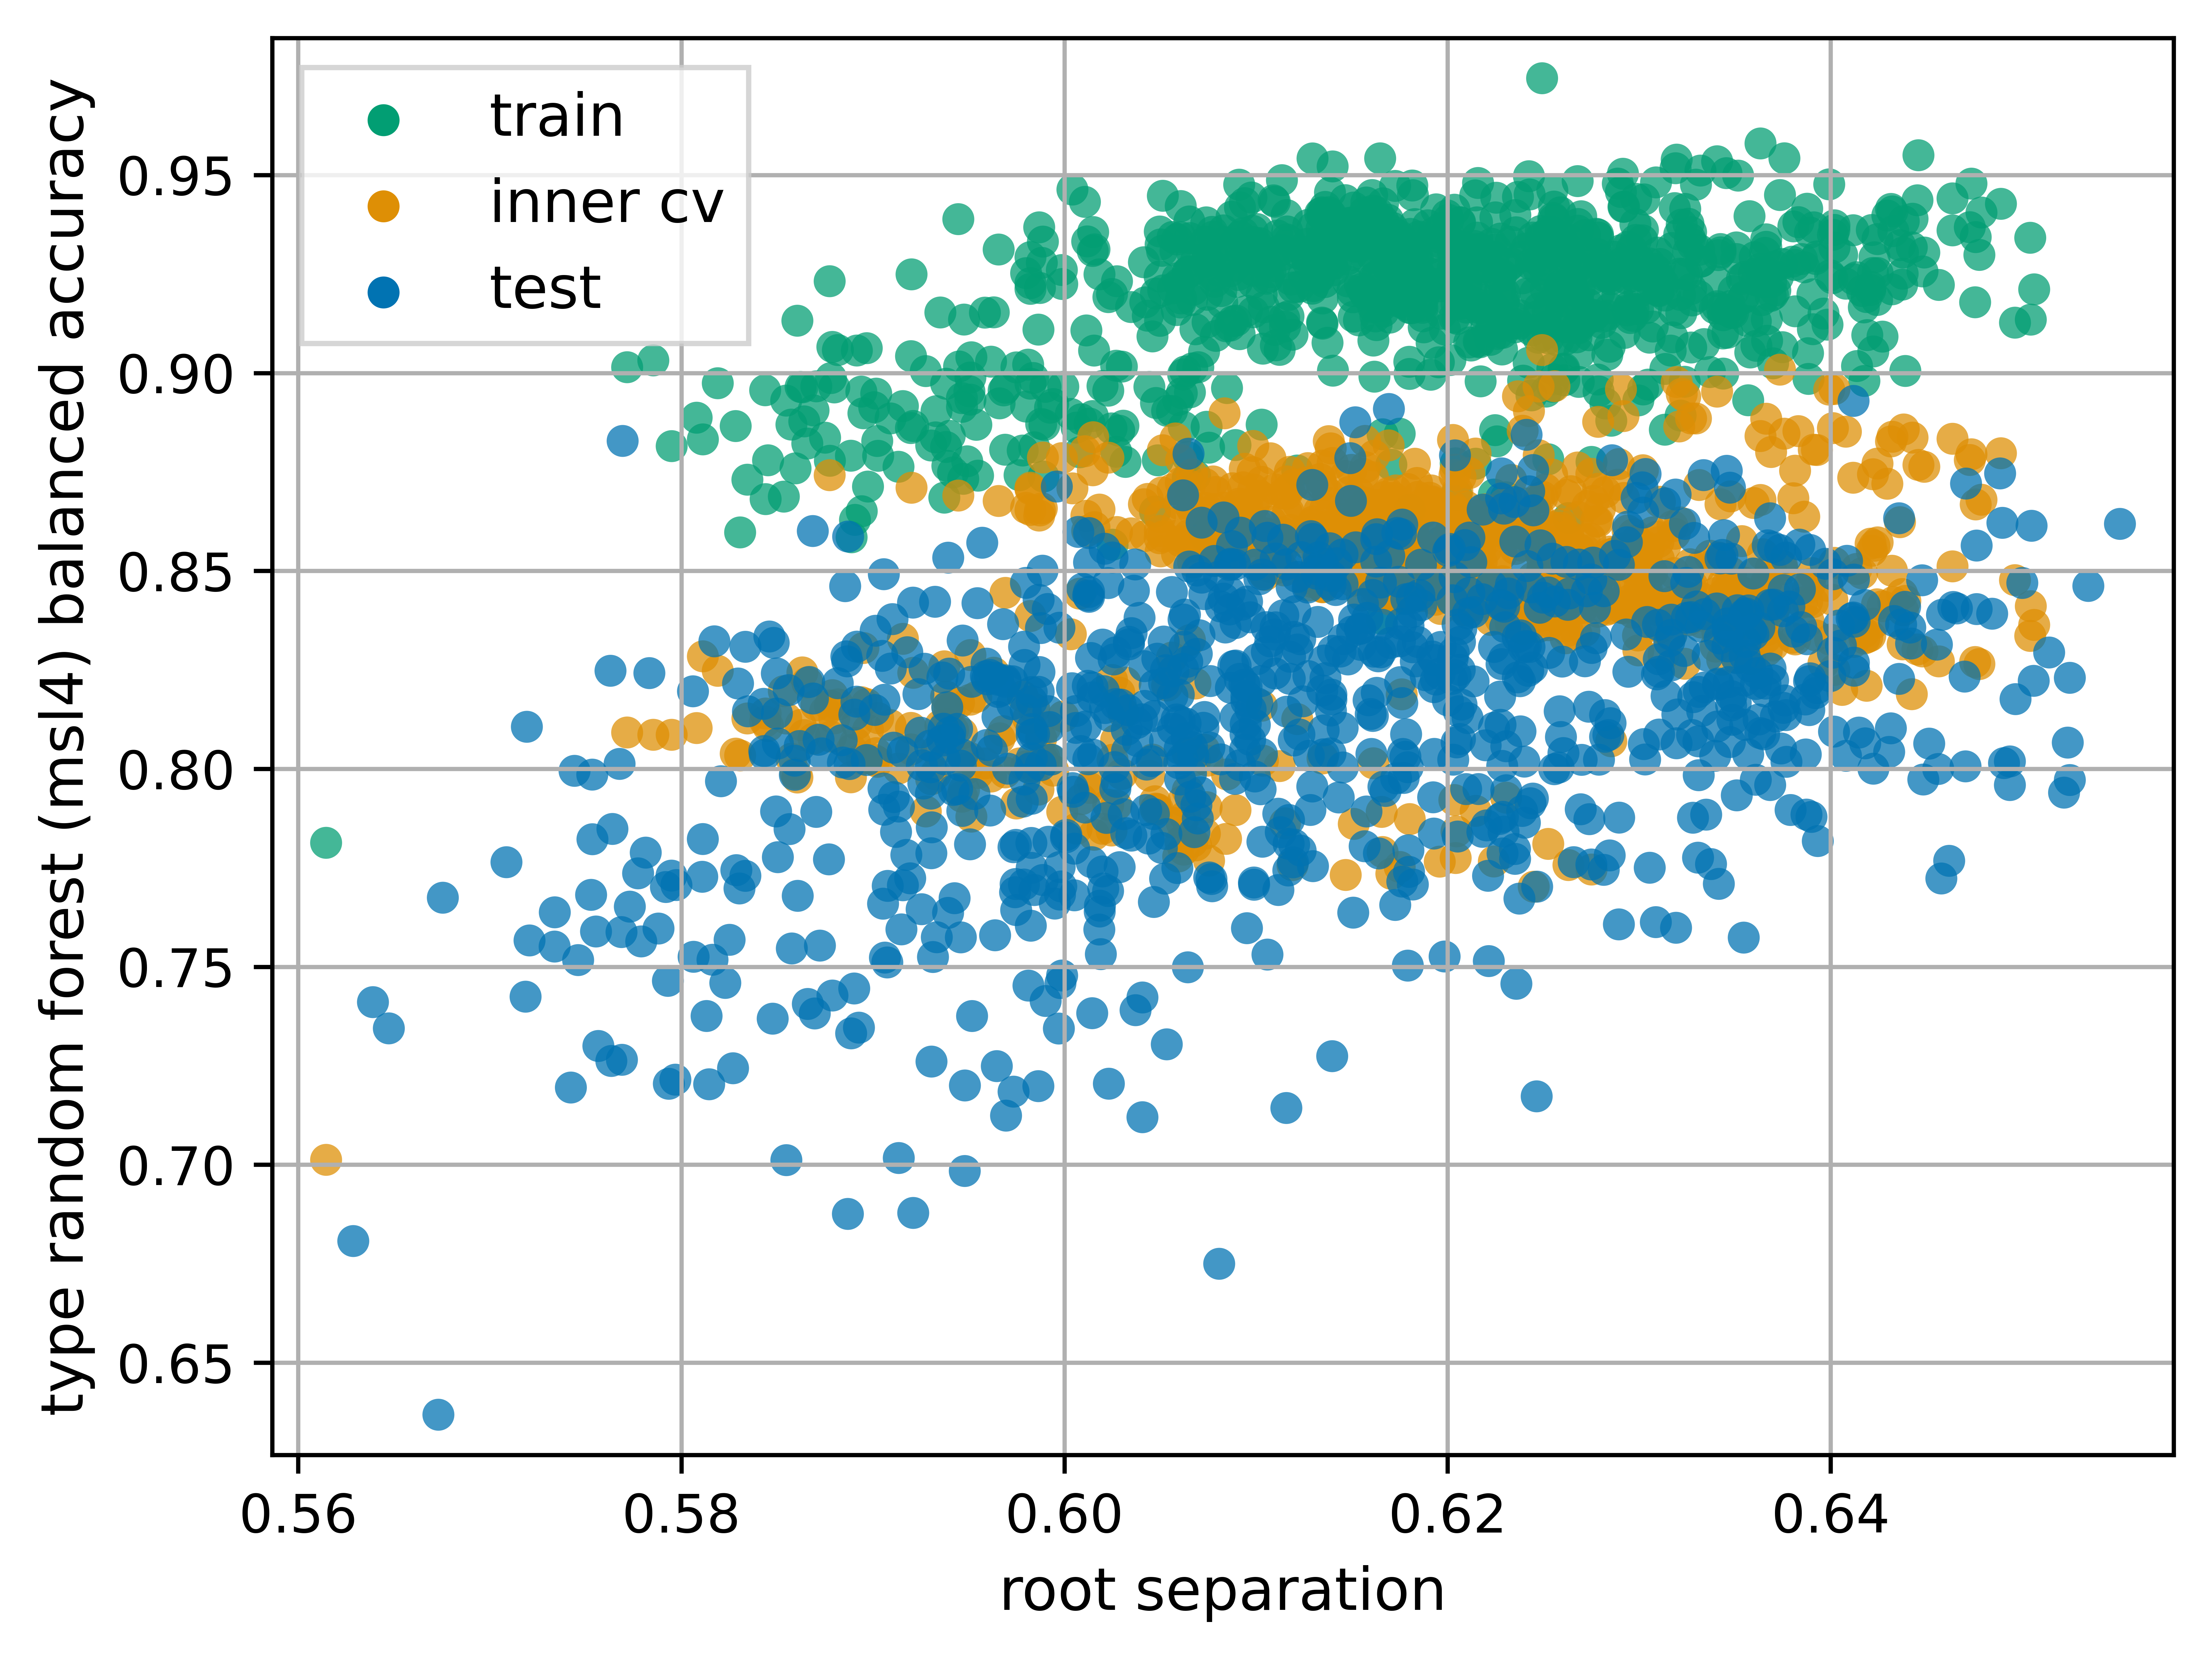 train
inner cv
test
type random forest (msl4) balanced accuracy
0.95
0.90
0.85
0.80
0.75
0.70
0.65
0.56 0.58 0.60 0.62 0.64
root separation